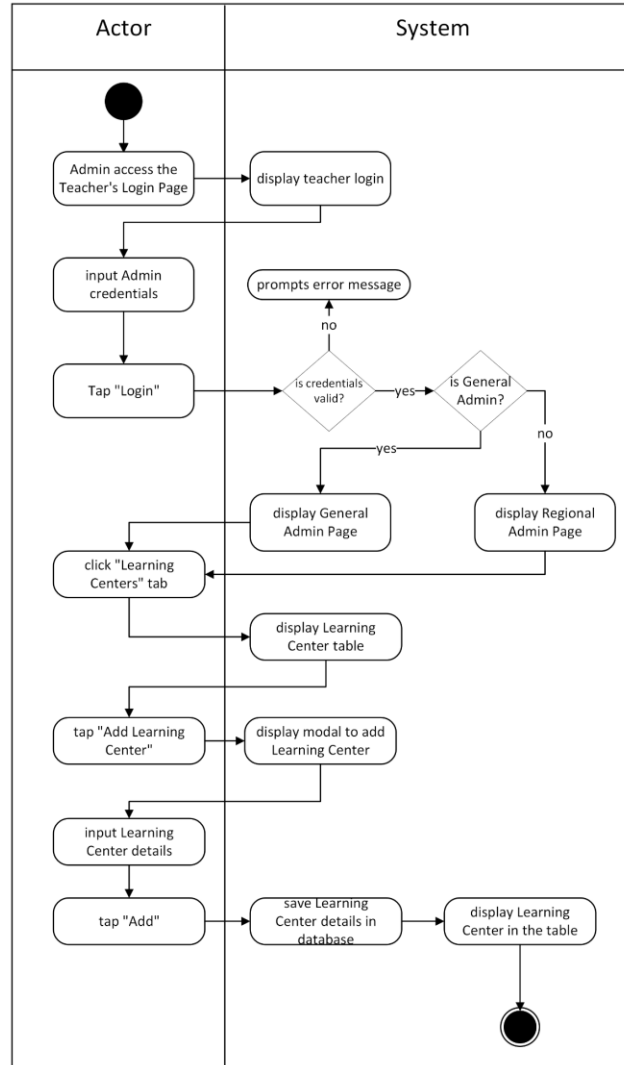 Actor
System
Admin access the
Teacher's Login Page
display teacher login
input Admin
credentials
prompts error message
no
Tap "Login"
is credentials
valid?
yes
is General
Admin?
yes
no
display General
Admin Page
display Regional
Admin Page
click "Learning
Centers" tab
display Learning
Center table
tap "Add Learning
Center"
display modal to add
Learning Center
input Learning
Center details
tap "Add"
save Learning
Center details in
database
display Learning
Center in the table